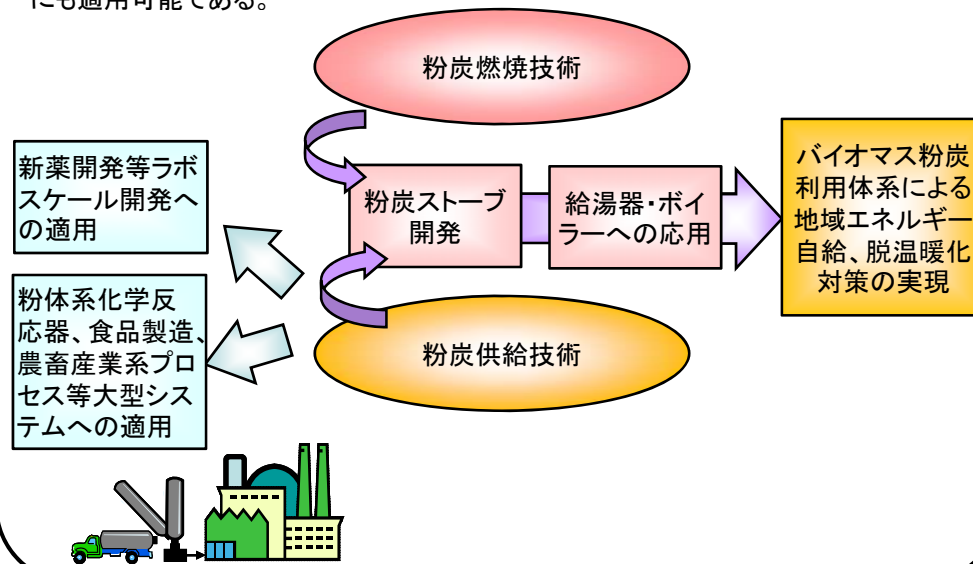 にも適用可能である。
粉炭燃焼技術
新薬開発等ラボ
スケール開発へ
の適用
粉炭ストーブ
開発
給湯器・ボイ
ラーへの応用
バイオマス粉炭
利用体系による
地域エネルギー
自給、脱温暖化
対策の実現
粉体系化学反
応器、食品製造、
農畜産業系プロ
セス等大型シス
テムへの適用
粉炭供給技術